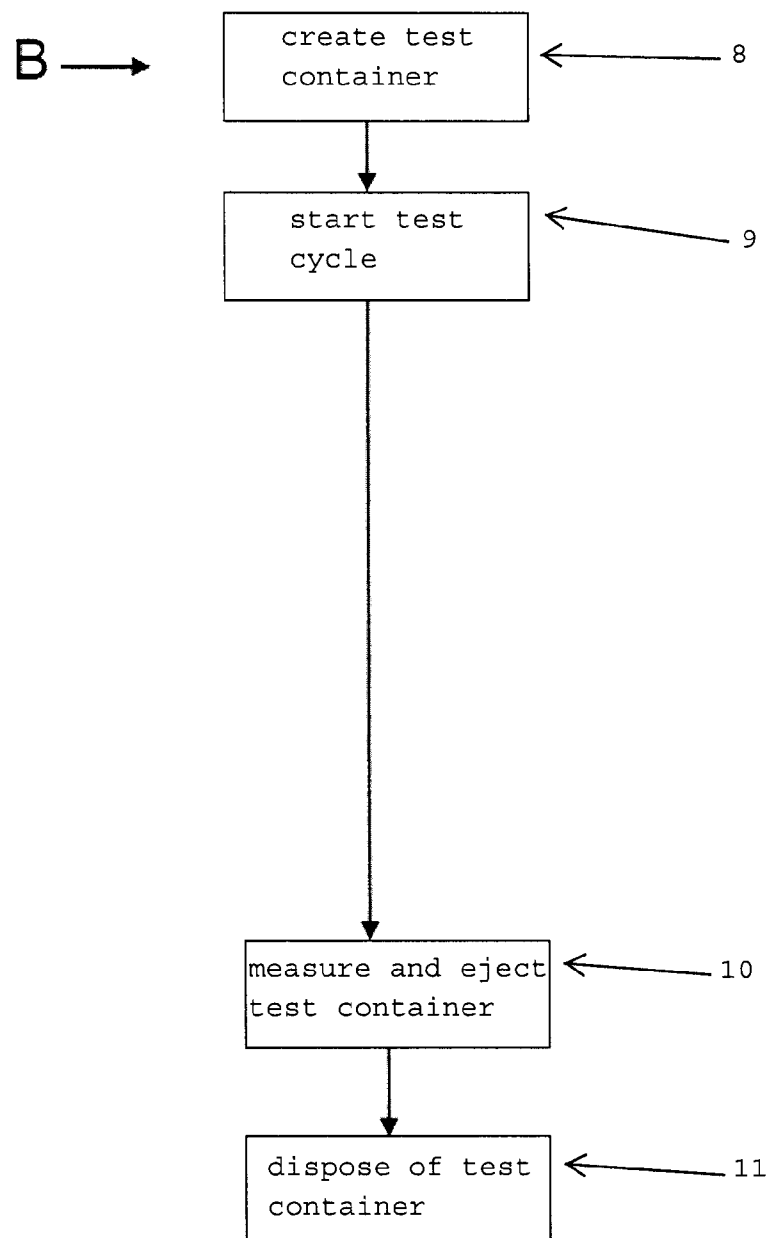 create test
container
8
B
start test
cycle
9
measure and eject
test container
10
dispose of test
container
11